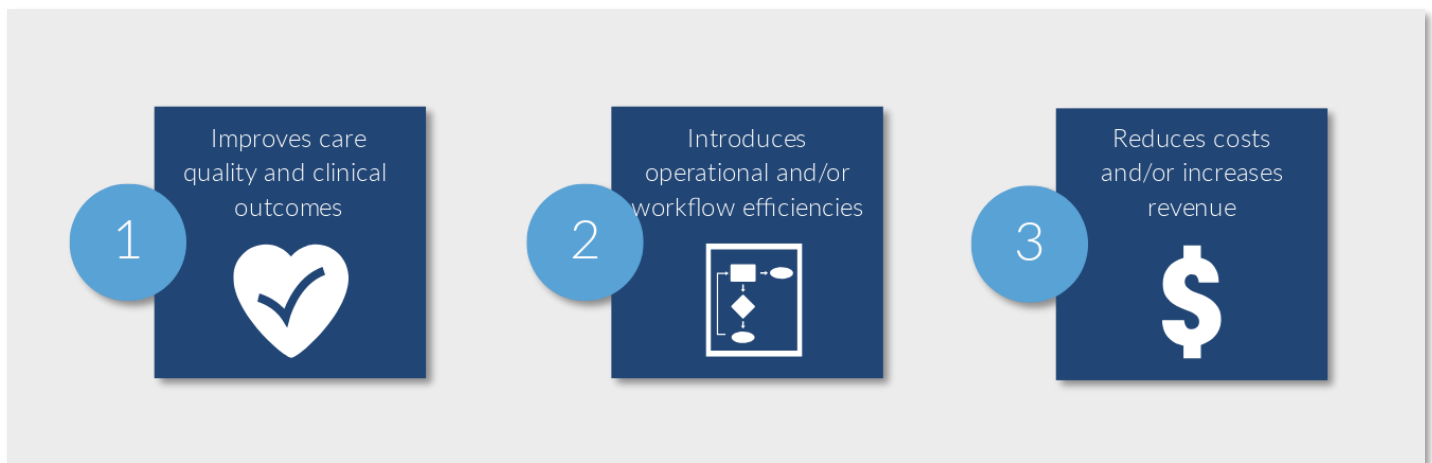 1
Improves care
quality and clinical
outcomes
2
Introduces
operational and/or
workflow efficiencies
3
Reduces costs
and/or increases
revenue
$